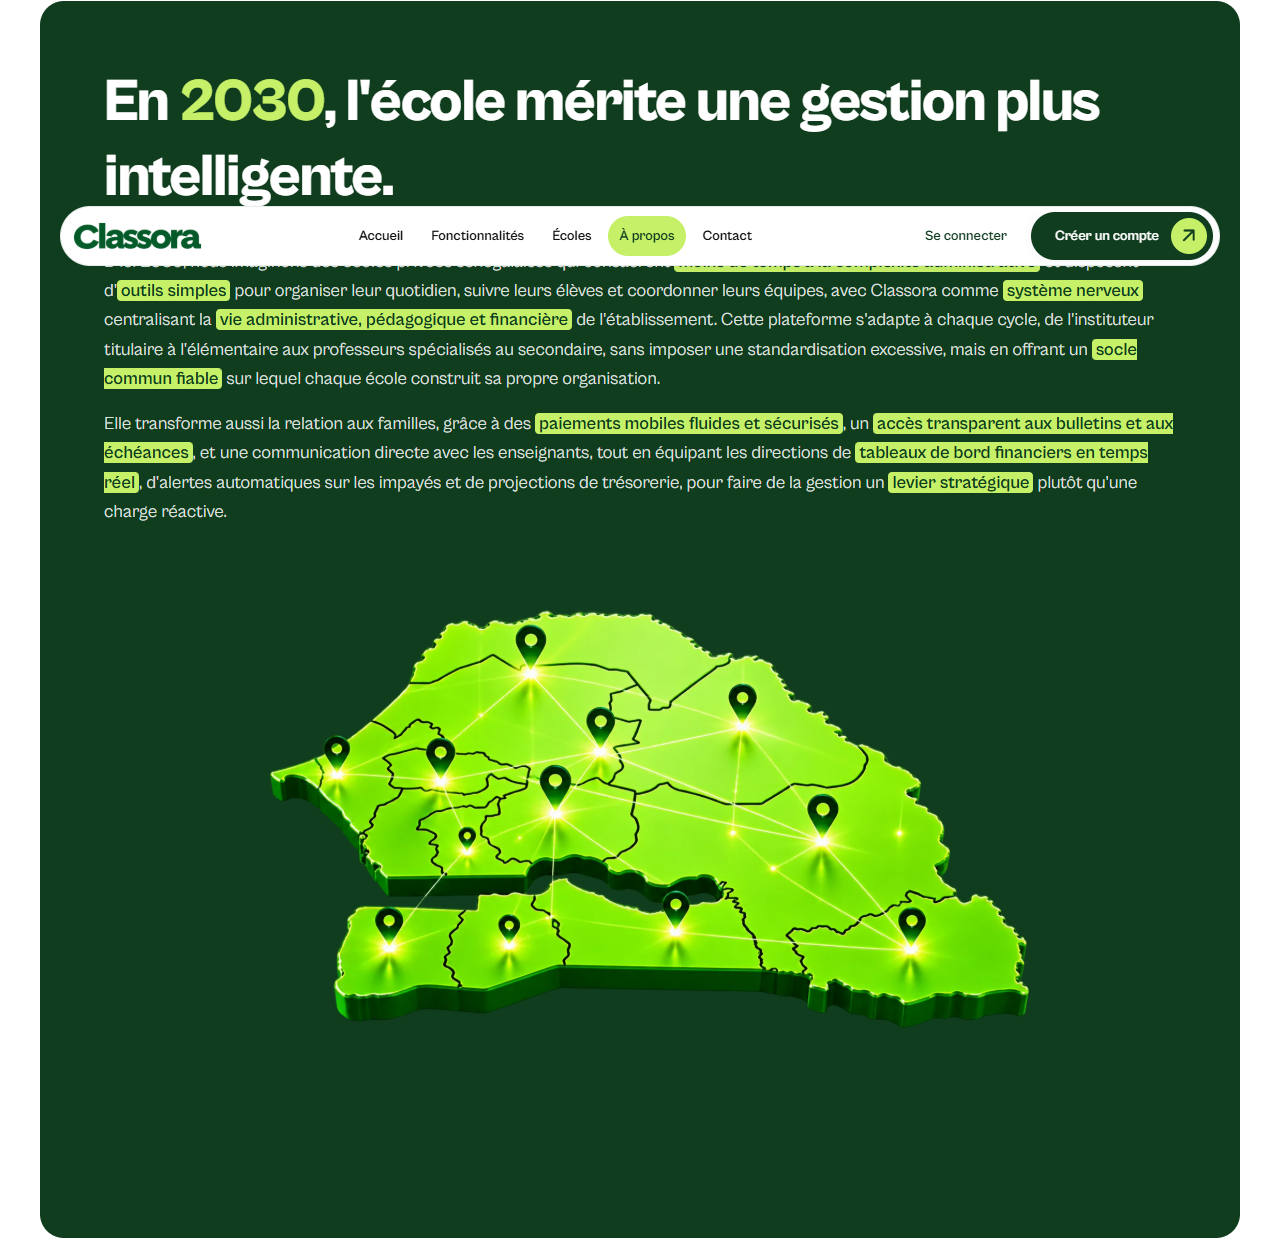 En 2030, l'école mérite une gestion plus
intelligente.
Classora
Accueil
Fonctionnalités
Écoles
À propos
Contact
Se connecter
Créer un compte
d'outils simples pour organiser leur quotidien, suivre leurs élèves et coordonner leurs équipes, avec Classora comme système nerveux
centralisant la vie administrative, pédagogique et financière de l'établissement. Cette plateforme s'adapte à chaque cycle, de l'instituteur
titulaire à l'élémentaire aux professeurs spécialisés au secondaire, sans imposer une standardisation excessive, mais en offrant un socle
commun fiable sur lequel chaque école construit sa propre organisation.
Elle transforme aussi la relation aux familles, grâce à des paiements mobiles fluides et sécurisés, un accès transparent aux bulletins et aux
échéances, et une communication directe avec les enseignants, tout en équipant les directions de tableaux de bord financiers en temps
réel, d'alertes automatiques sur les impayés et de projections de trésorerie, pour faire de la gestion un levier stratégique plutôt qu'une
charge réactive.